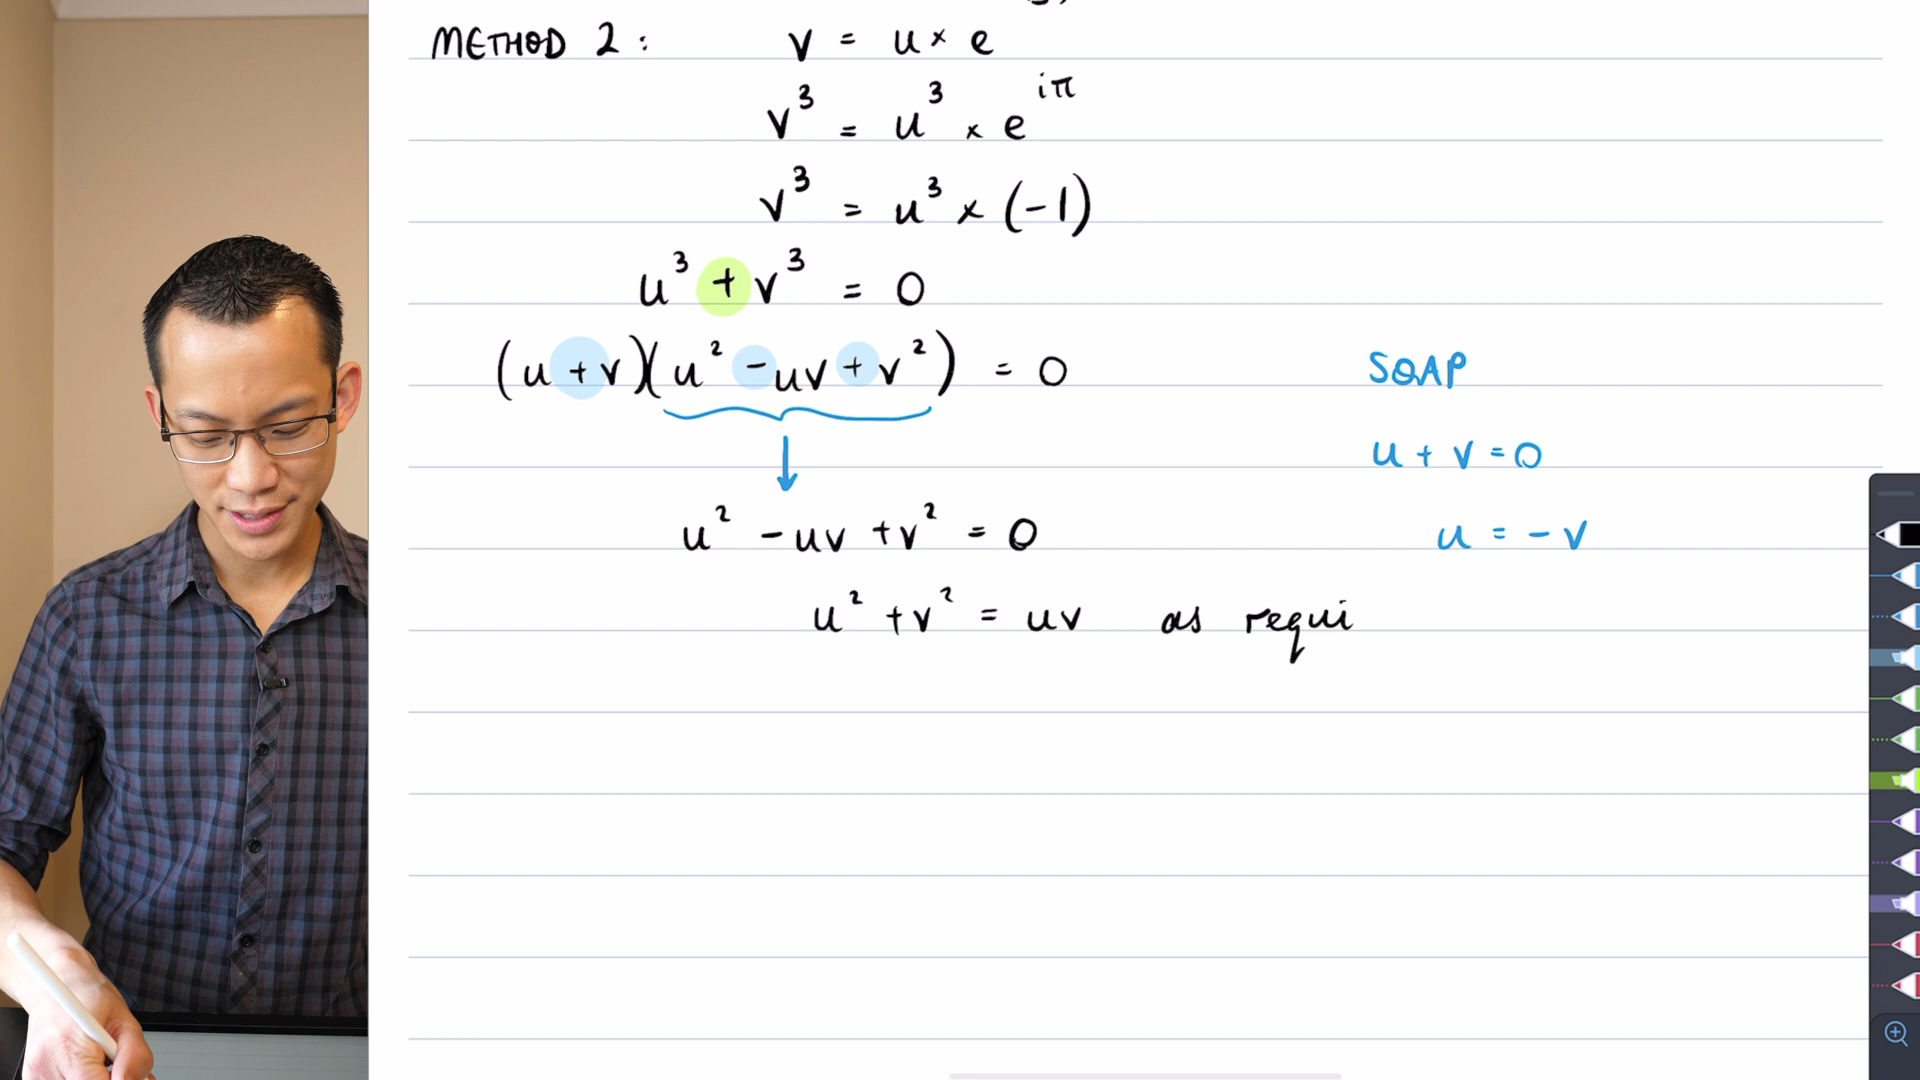 METHOD 2 : v = u × e
v³ = u³ × e^iπ
v³ = u³ × (-1)
u³ + v³ = 0
(u + v)(u² - uv + v²) = 0
u² - uv + v² = 0
u² + v² = uv as requi
SOAP
u + v = 0
u = - v